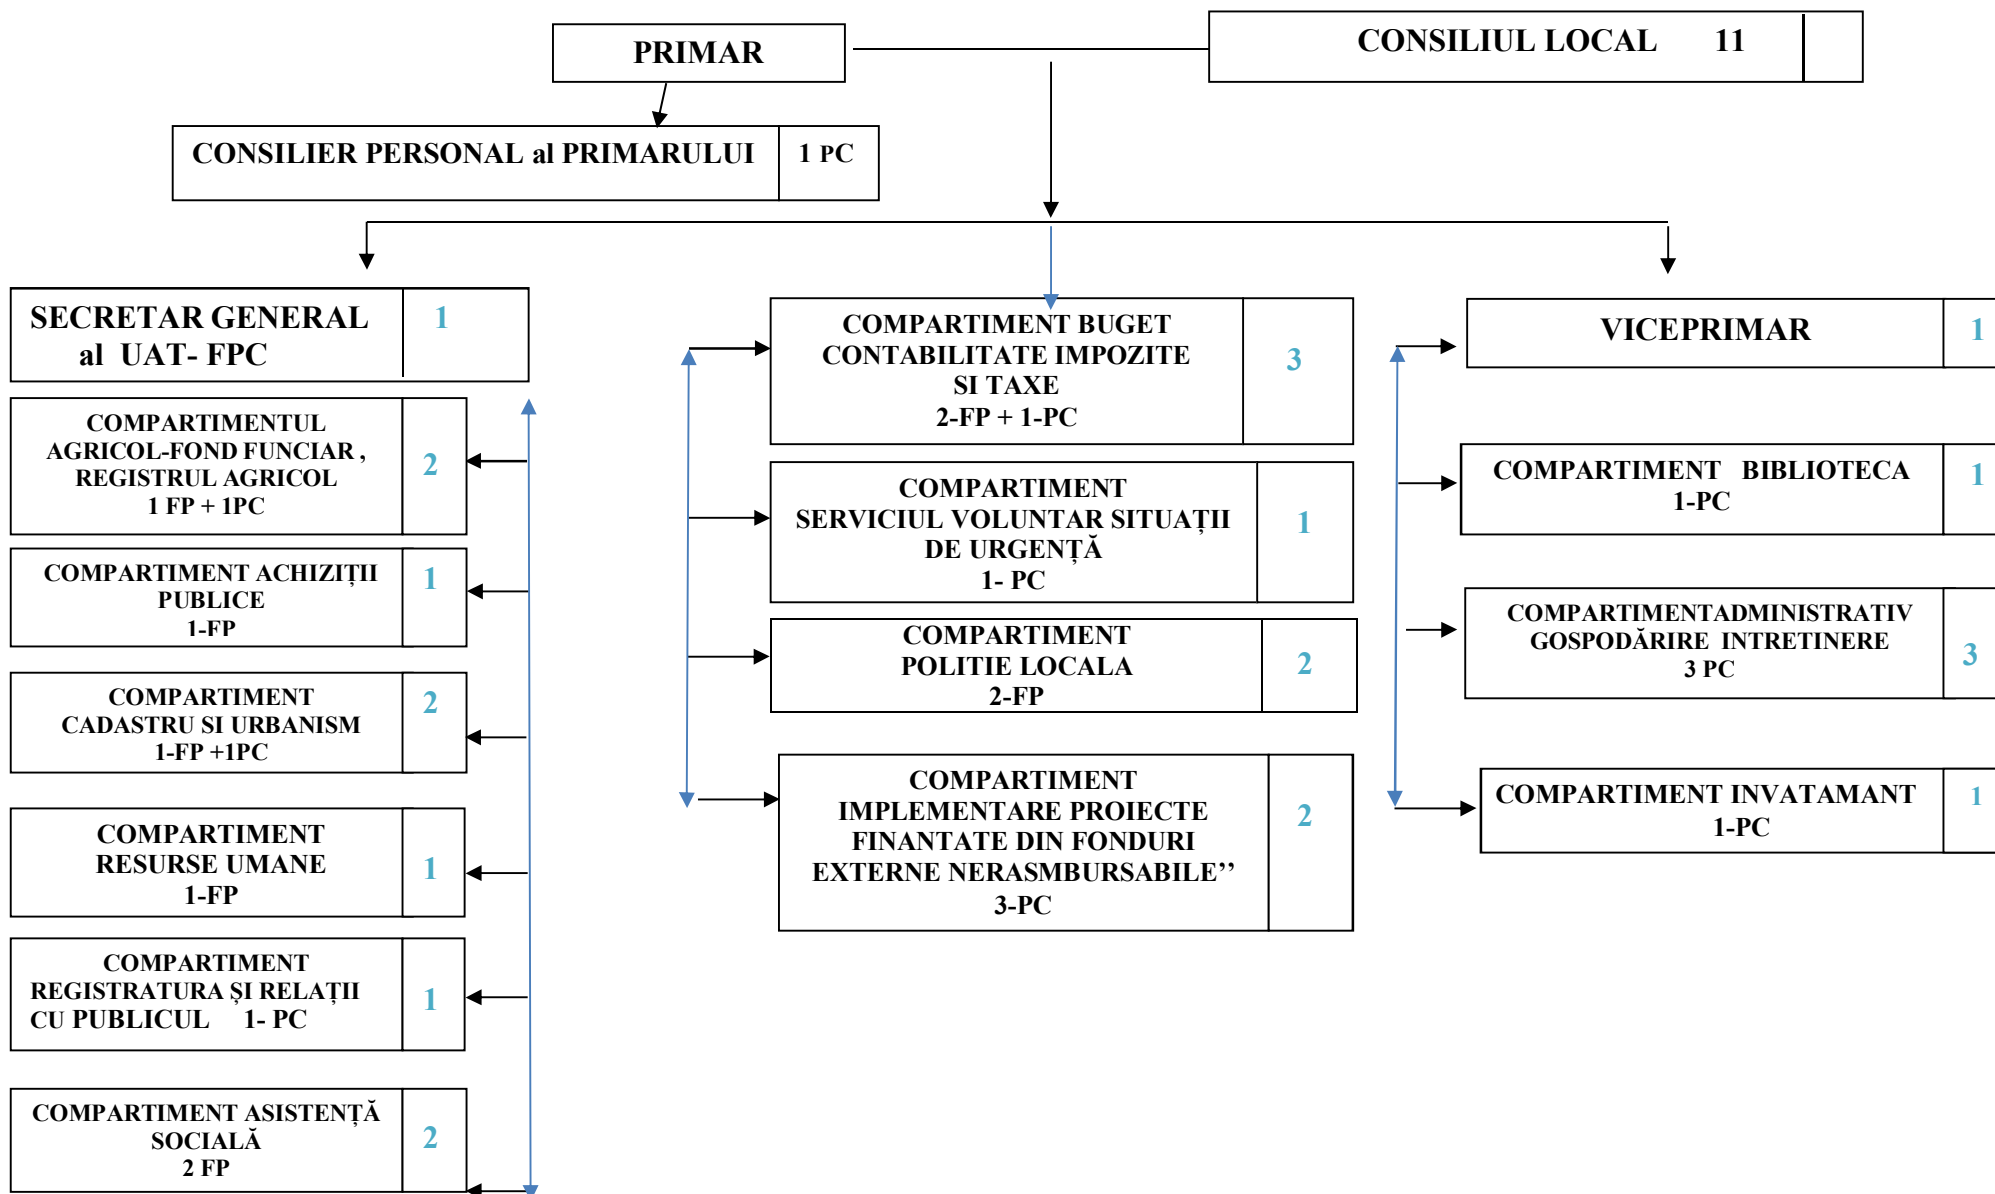 PRIMAR
CONSILIUL LOCAL 11
CONSILIER PERSONAL al PRIMARULUI 1 PC
SECRETAR GENERAL 1
al UAT- FPC
COMPARTIMENTUL
AGRICOL-FOND FUNCIAR ,
REGISTRUL AGRICOL 2
1 FP + 1PC
COMPARTIMENT ACHIZIȚII 1
PUBLICE
1-FP
COMPARTIMENT 2
CADASTRU SI URBANISM
1-FP +1PC
COMPARTIMENT
RESURSE UMANE 1
1-FP
COMPARTIMENT
REGISTRATURA ȘI RELAȚII 1
CU PUBLICUL 1- PC
COMPARTIMENT ASISTENȚĂ
SOCIALĂ 2
2 FP
COMPARTIMENT BUGET
CONTABILITATE IMPOZITE 3
SI TAXE
2-FP + 1-PC
COMPARTIMENT
SERVICIUL VOLUNTAR SITUAȚII 1
DE URGENȚĂ
1- PC
COMPARTIMENT
POLITIE LOCALA 2
2-FP
COMPARTIMENT
IMPLEMENTARE PROIECTE 2
FINANTATE DIN FONDURI
EXTERNE NERASMBURSABILE’’
3-PC
VICEPRIMAR 1
COMPARTIMENT BIBLIOTECA 1
1-PC
COMPARTIMENTADMINISTRATIV
GOSPODĂRIRE INTRETINERE 3
3 PC
COMPARTIMENT INVATAMANT 1
1-PC